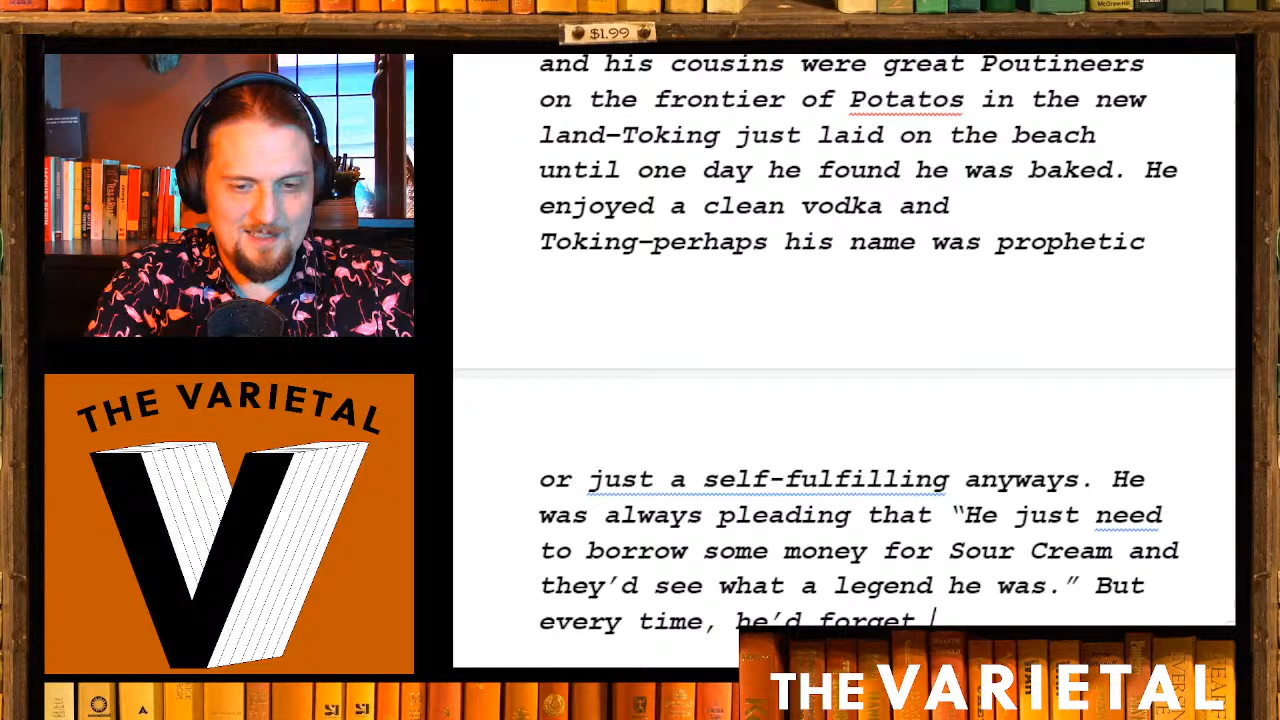 $1.99
and his cousins were great Poutineers
on the frontier of Potatos in the new
land-Toking just laid on the beach
until one day he found he was baked. He
enjoyed a clean vodka and
Toking-perhaps his name was prophetic
or just a self-fulfilling anyways. He
was always pleading that “He just need
to borrow some money for Sour Cream and
they’d see what a legend he was.” But
every time, he’d forget
THE VARIETAL
THE VARIETAL